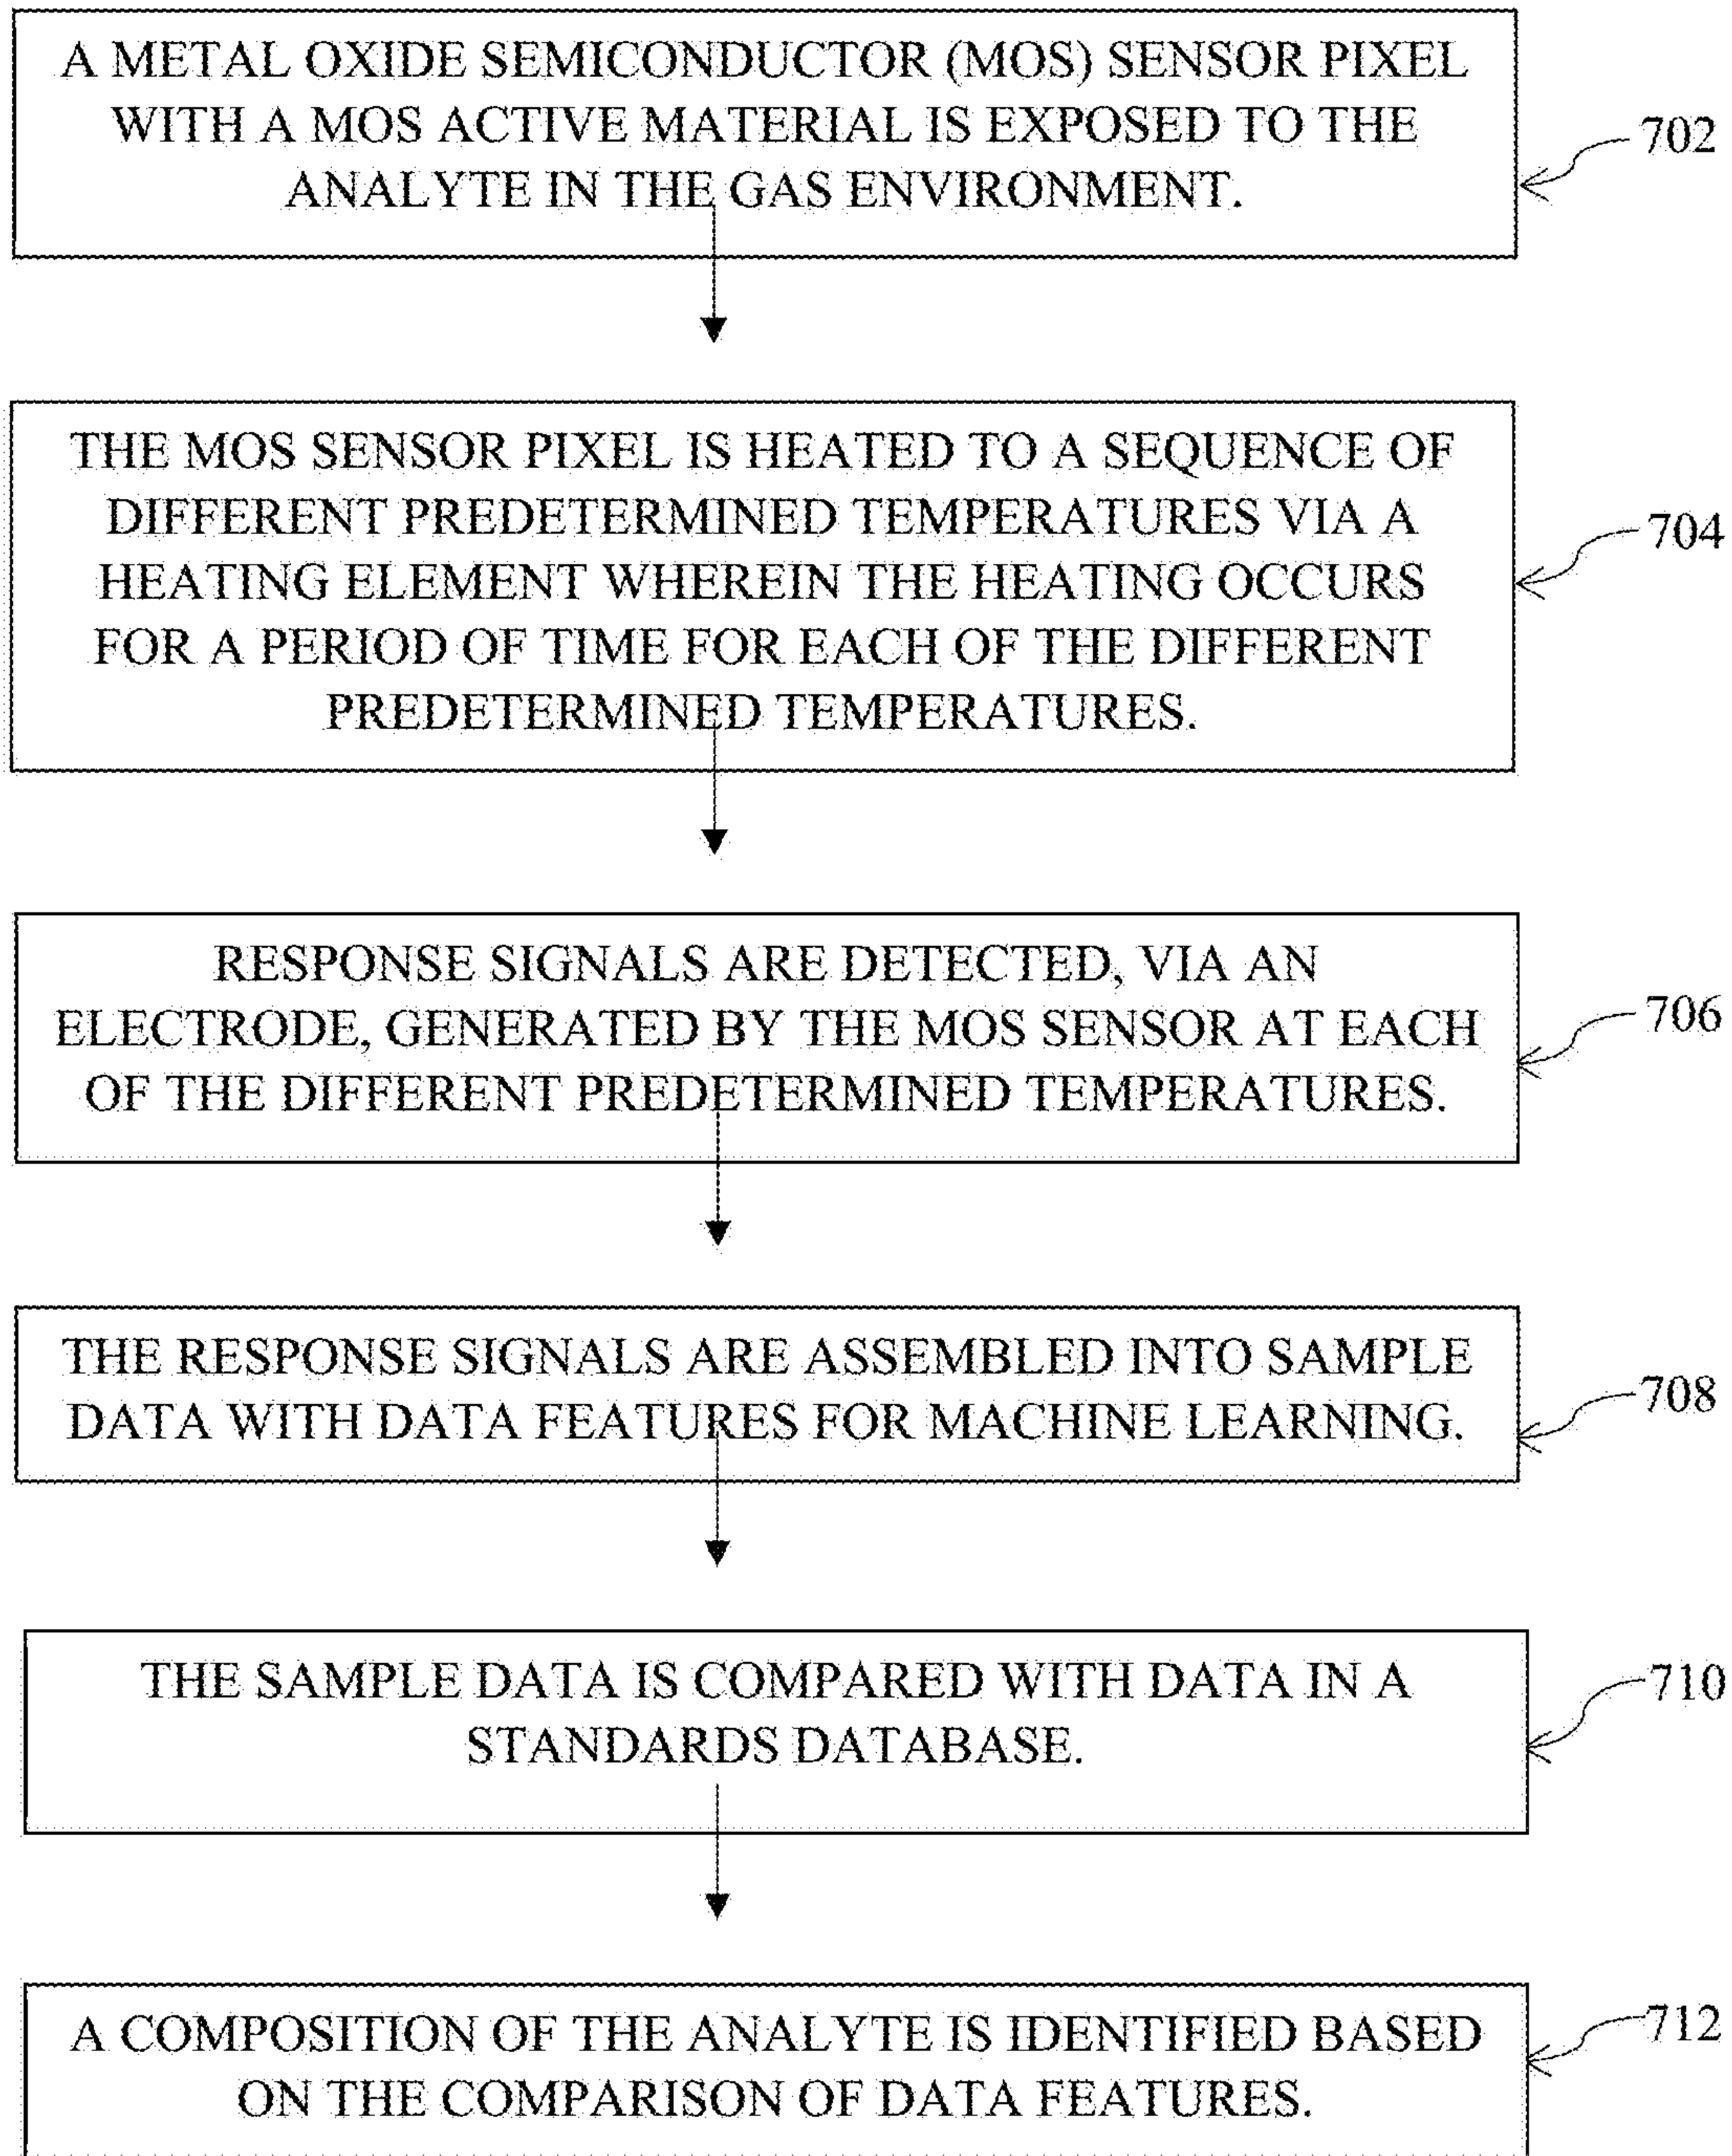 A METAL OXIDE SEMICONDUCTOR (MOS) SENSOR PIXEL
WITH A MOS ACTIVE MATERIAL IS EXPOSED TO THE
ANALYTE IN THE GAS ENVIRONMENT.
702
THE MOS SENSOR PIXEL IS HEATED TO A SEQUENCE OF
DIFFERENT PREDETERMINED TEMPERATURES VIA A
HEATING ELEMENT WHEREIN THE HEATING OCCURS
FOR A PERIOD OF TIME FOR EACH OF THE DIFFERENT
PREDETERMINED TEMPERATURES.
704
RESPONSE SIGNALS ARE DETECTED, VIA AN
ELECTRODE, GENERATED BY THE MOS SENSOR AT EACH
OF THE DIFFERENT PREDETERMINED TEMPERATURES.
706
THE RESPONSE SIGNALS ARE ASSEMBLED INTO SAMPLE
DATA WITH DATA FEATURES FOR MACHINE LEARNING.
708
THE SAMPLE DATA IS COMPARED WITH DATA IN A
STANDARDS DATABASE.
710
A COMPOSITION OF THE ANALYTE IS IDENTIFIED BASED
ON THE COMPARISON OF DATA FEATURES.
712